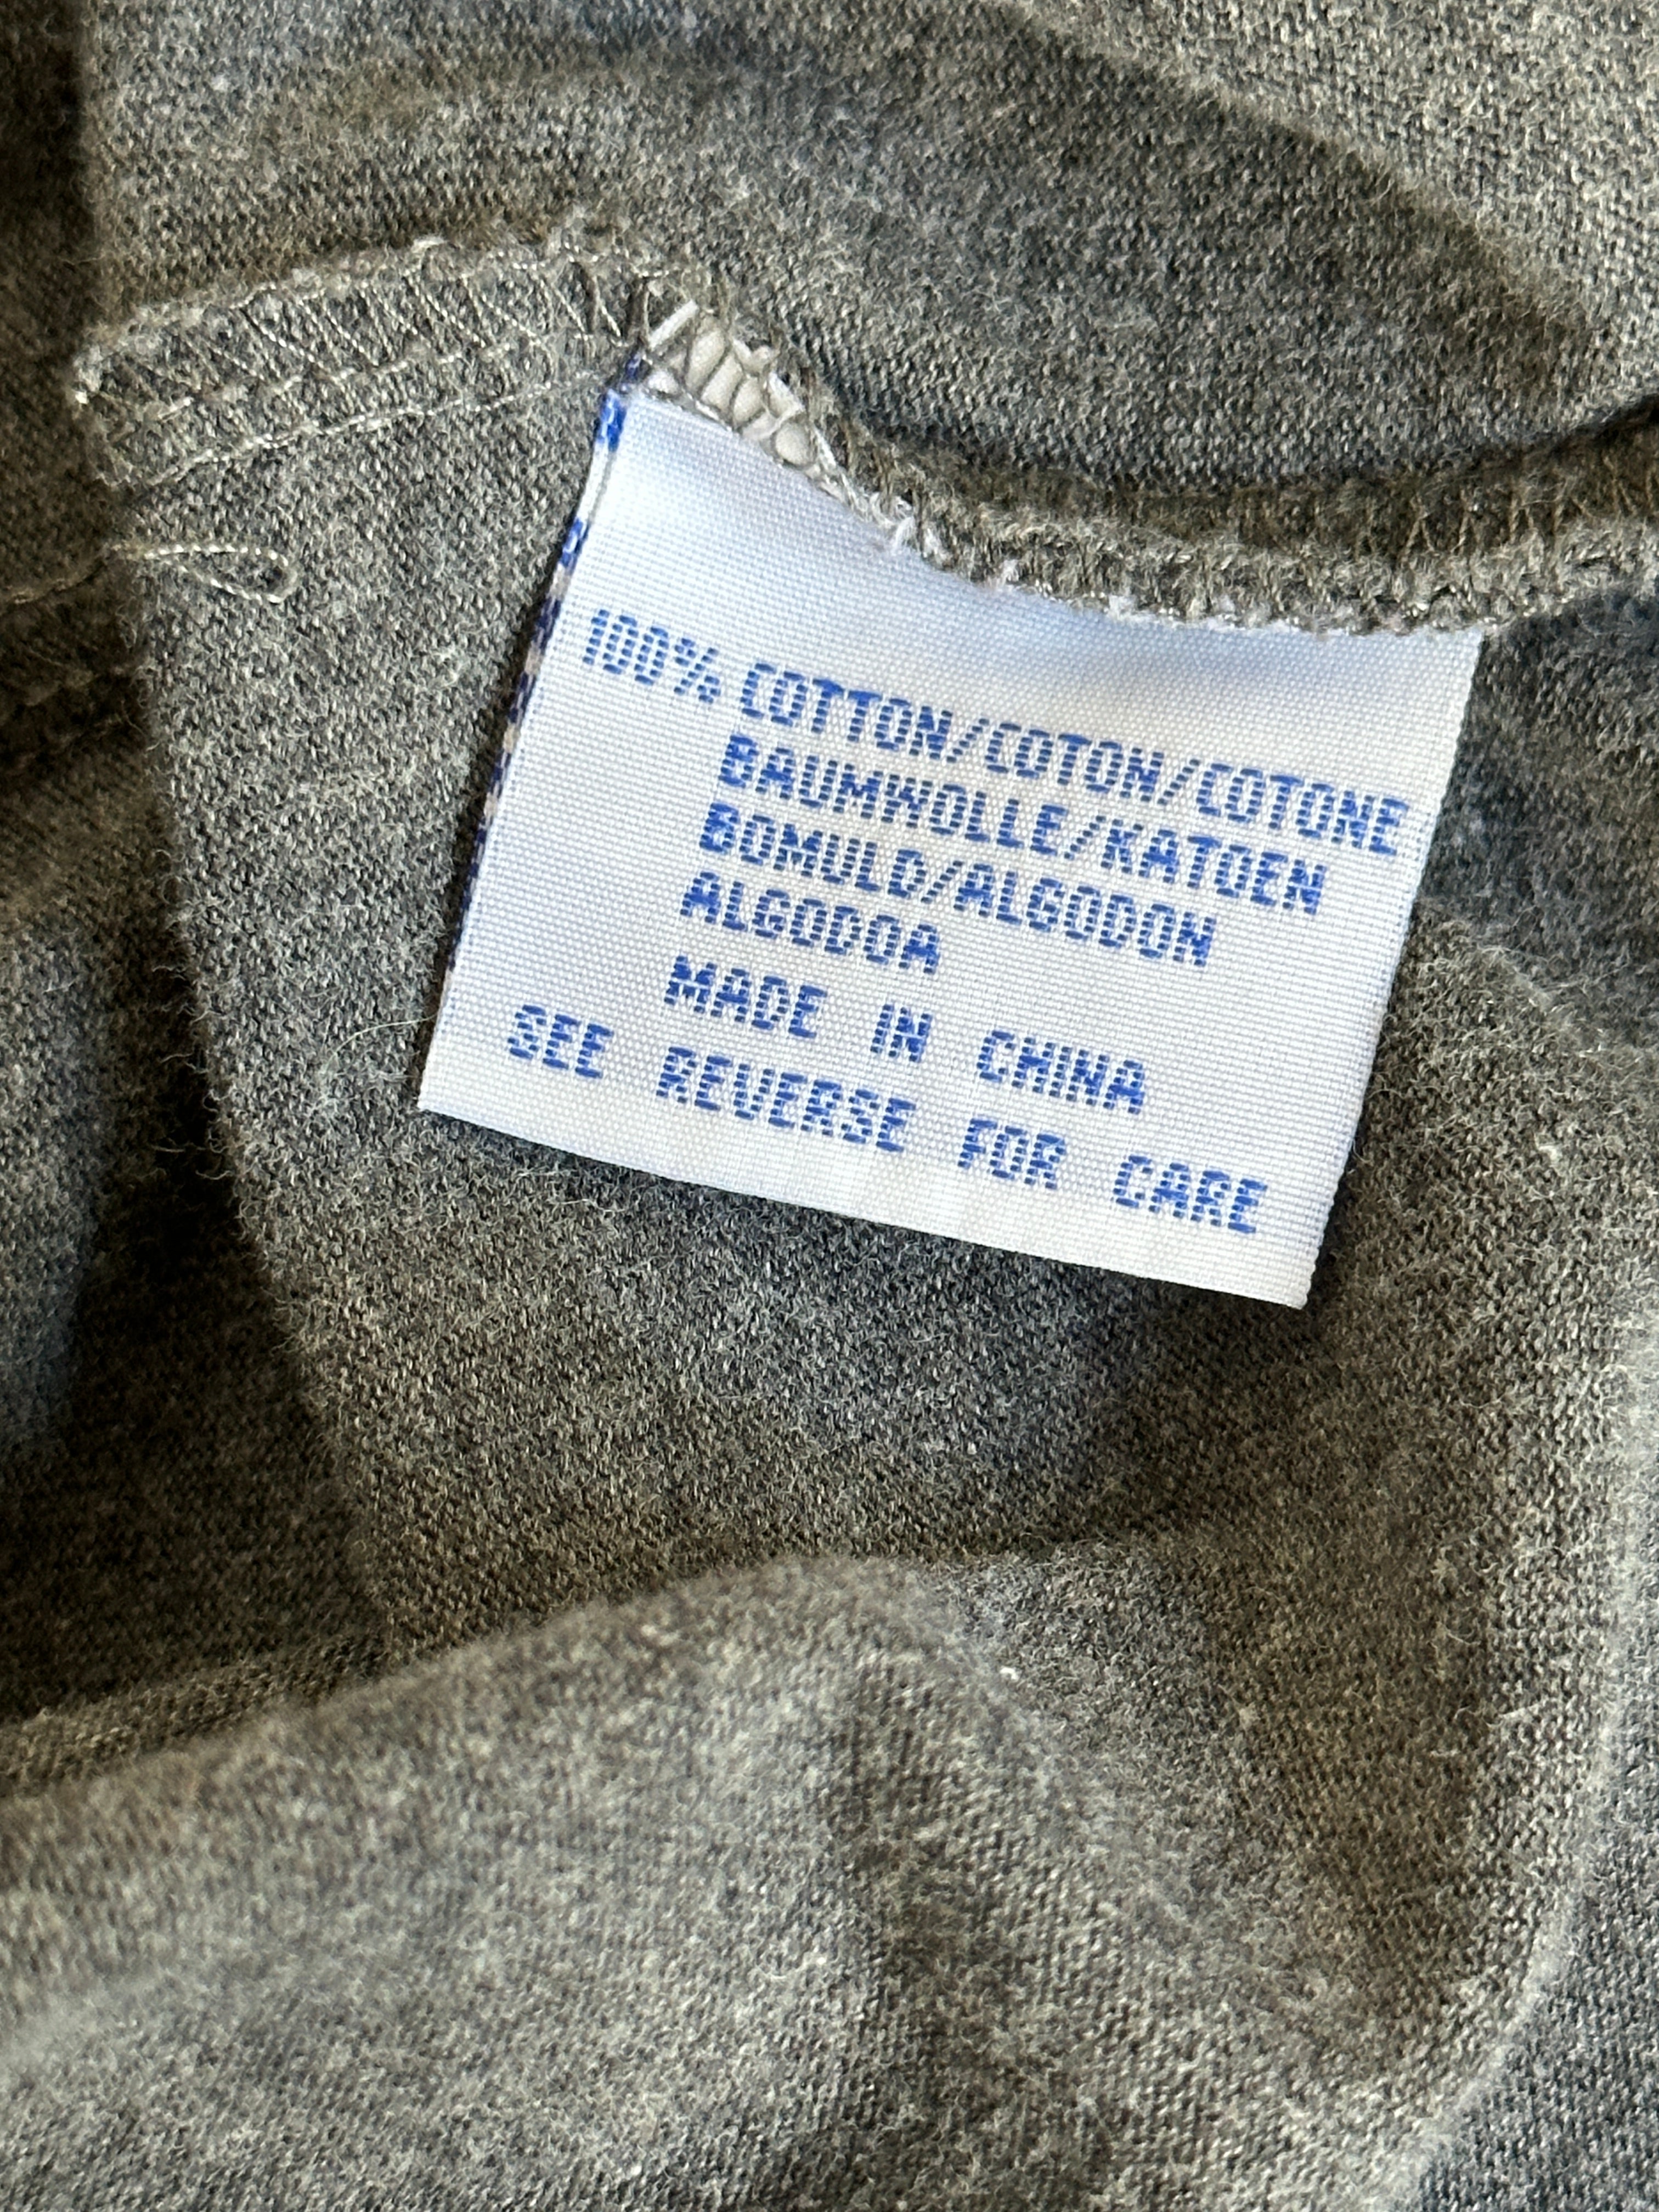 100% COTTON/COTON/COTONE
BAUMWOLLE/KATOEN
BOMULD/ALGODON
ALGODOA
MADE IN CHINA
SEE REVERSE FOR CARE